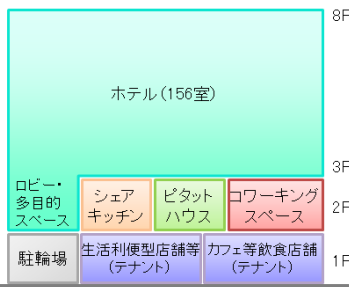 8F
ホテル(156室)
3F
ロビー・
多目的
スペース
シェア
キッチン
ピタット
ハウス
コワーキング
スペース
2F
駐輪場
生活利便型店舗等
(テナント)
カフェ等飲食店舗
(テナント)
1F